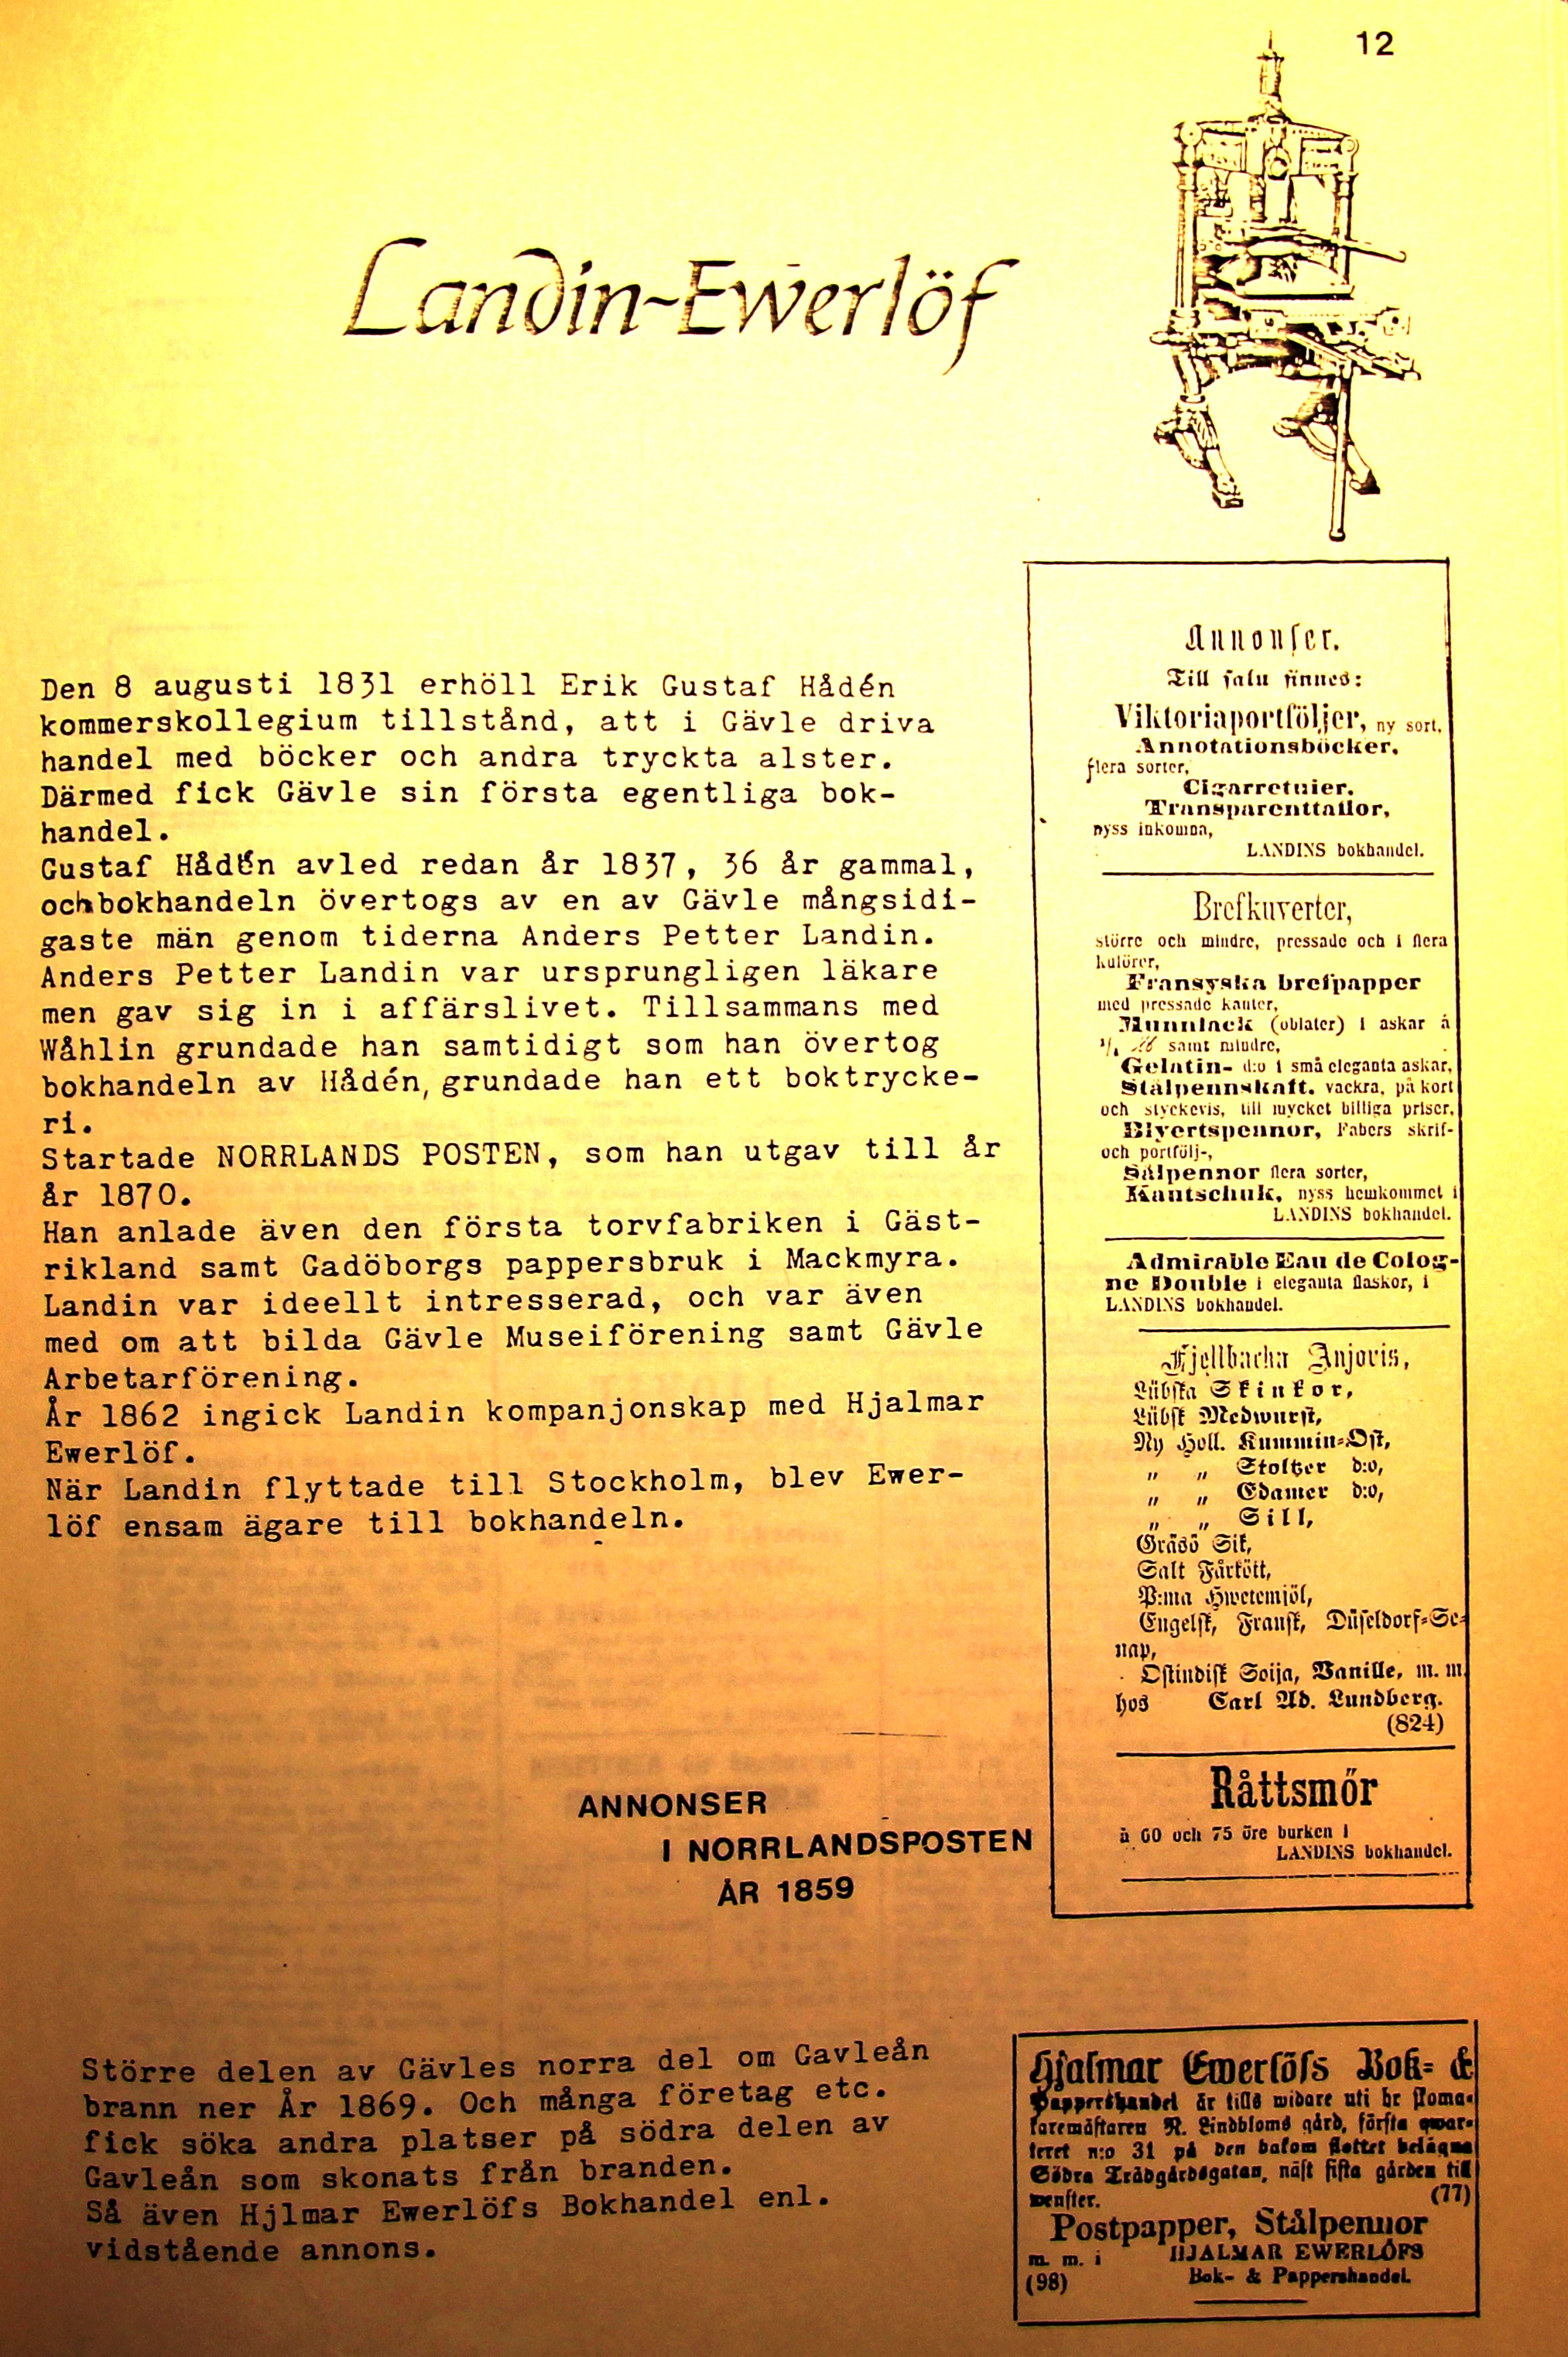 12
Landin-Ewerlöf
Den 8 augusti 1831 erhöll Erik Gustaf Hådén
kommerskollegium tillstånd, att i Gävle driva
handel med böcker och andra tryckta alster.
Därmed fick Gävle sin första egentliga bok-
handel.
Gustaf Hådén avled redan år 1837, 36 år gammal,
och bokhandeln övertogs av en av Gävle mångsidi-
gaste män genom tiderna Anders Petter Landin.
Anders Petter Landin var ursprungligen läkare
men gav sig in i affärslivet. Tillsammans med
Wåhlin grundade han samtidigt som han övertog
bokhandeln av Hådén, grundade han ett boktrycke-
ri.
Startade NORRLANDS POSTEN, som han utgav till år
år 1870.
Han anlade även den första torvfabriken i Gäst-
rikland samt Gadöborgs pappersbruk i Mackmyra.
Landin var ideellt intresserad, och var även
med om att bilda Gävle Museiförening samt Gävle
Arbetarförening.
År 1862 ingick Landin kompanjonskap med Hjalmar
Ewerlöf.
När Landin flyttade till Stockholm, blev Ewer-
löf ensam ägare till bokhandeln.
Annonser.
Till salu finnes:
Viktoriaportföljer, ny sort,
Annotationsböcker,
flera sorter,
Cigarretuier.
Transparenttaflor,
nyss inkomna,
LANDINS bokhandel.
Brefkuverter,
större och mindre, pressade och i flera
kulörer,
Fransyska brefpapper
med pressade kanter,
Munnlack (oblater) i askar á
samt mindre,
Gelatin- d:o i små eleganta askar,
Stålpennskaft. vackra, på kort
och styckevis, till mycket billiga priser,
Blyertspennor, Fabers skrif-
och portfölj-,
Stålpennor flera sorter,
Kautschuk, nyss hemkommet i
LANDINS bokhandel.
Admirable Eau de Colog-
ne Double i eleganta flaskor, i
LANDINS bokhandel.
Fjellbacka Anjovis,
Lübska Skinkor,
Lübsk Medwurst,
Ny Holl. Kummin-Ost,
" " Stoltzer d:o,
" " Edamer d:o,
" " Sill,
Gräsö Sik,
Salt Fårkött,
P:ma Hwetemjöl,
Engelsk, Fransk, Düseldorf-Se-
nap,
Ostindisk Soija, Vanille, m. m.
hos Carl Ad. Lundberg.
(824)
Råttsmör
à 60 och 75 öre burken i
LANDINS bokhandel.
ANNONSER
I NORRLANDSPOSTEN
ÅR 1859
Större delen av Gävles norra del om Gavleån
brann ner År 1869. Och många företag etc.
fick söka andra platser på södra delen av
Gavleån som skonats från branden.
Så även Hjlmar Ewerlöfs Bokhandel enl.
vidstående annons.
Hjalmar Ewerlöfs Bok- &
Pappershandel är tills widare uti hr Skoma-
karemästaren R. Lindbloms gård, första qwar-
teret n:o 31 på den bakom slottet belägna
Södra Trädgårdsgatan, näst sista gården till
wenster. (77)
Postpapper, Stålpennor
m. m. i HJALMAR EWERLÖFS
(98) Bok- & Pappershandel.